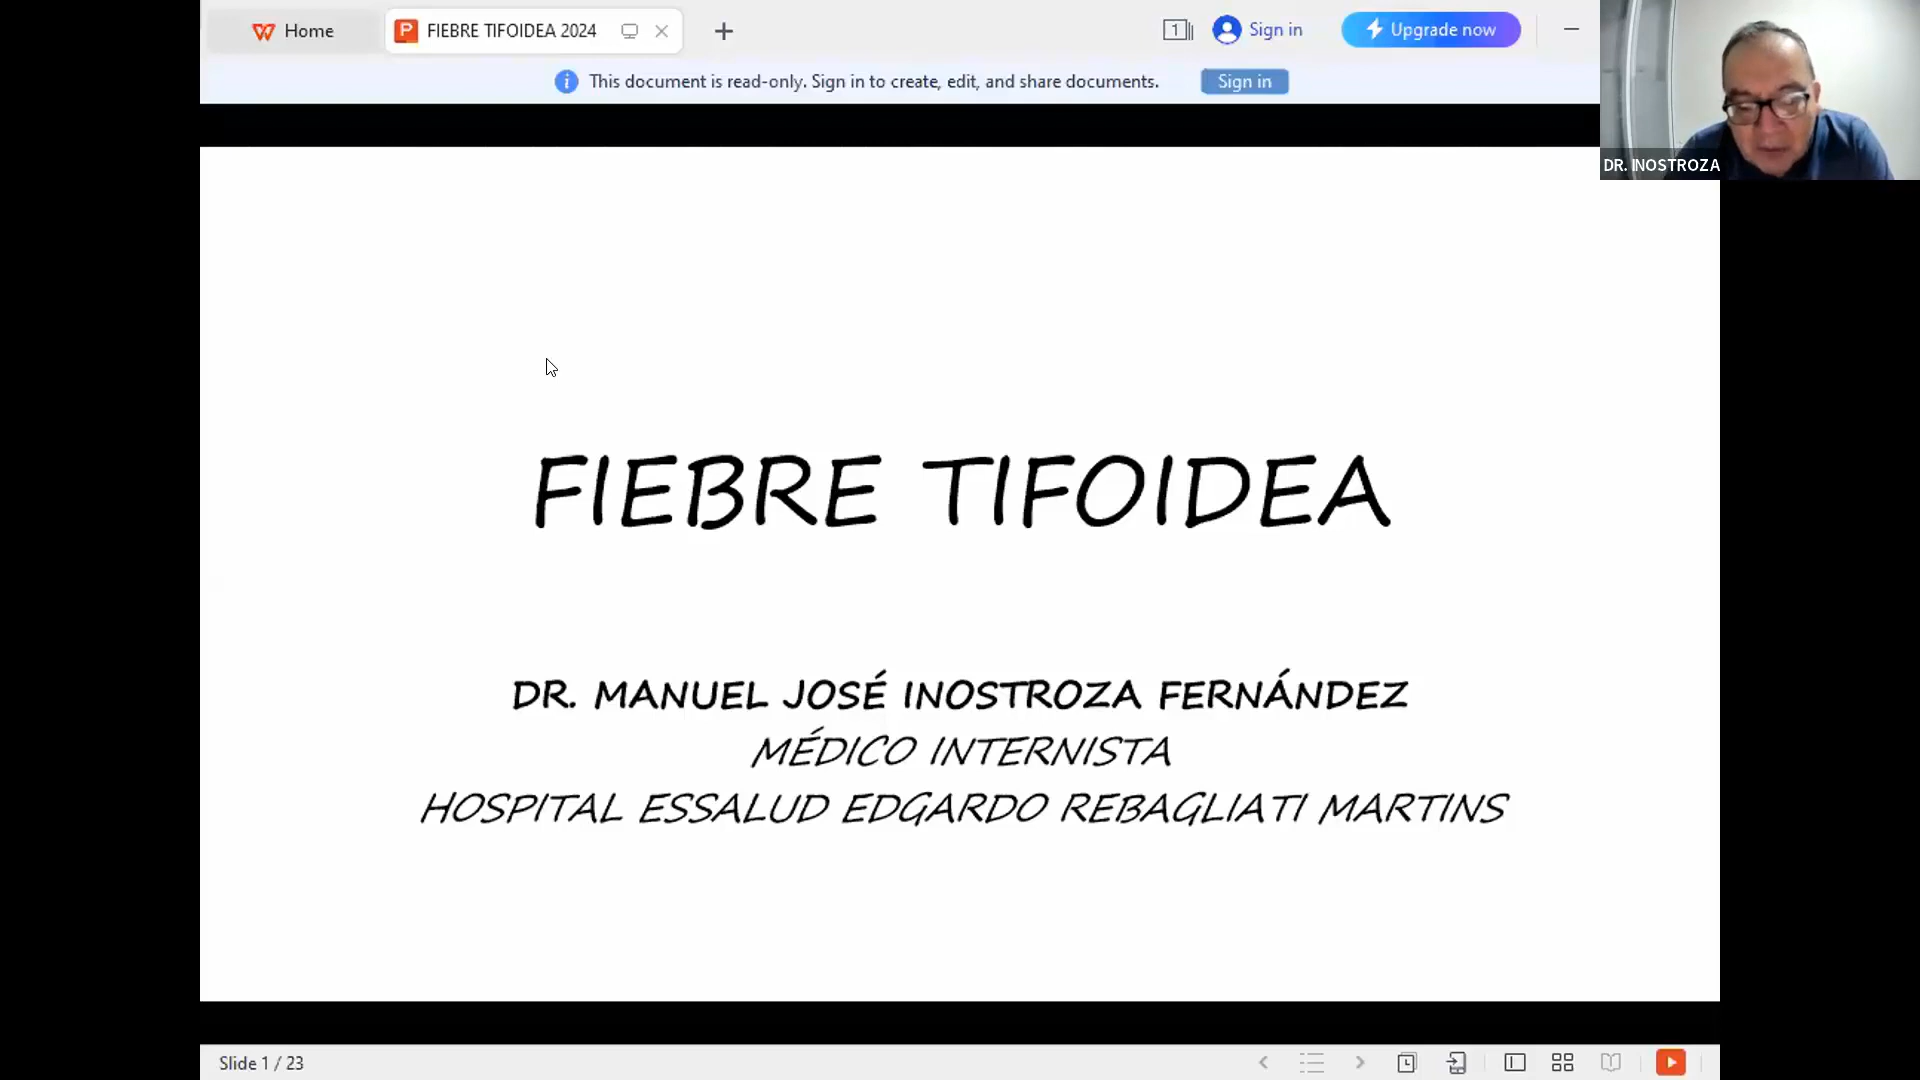 Home
FIEBRE TIFOIDEA 2024
1
Sign in
Upgrade now
This document is read-only. Sign in to create, edit, and share documents.
Sign in
DR. INOSTROZA
FIEBRE TIFOIDEA
DR. MANUEL JOSÉ INOSTROZA FERNÁNDEZ
MÉDICO INTERNISTA
HOSPITAL ESSALUD EDGARDO REBAGLIATI MARTINS
Slide 1 / 23